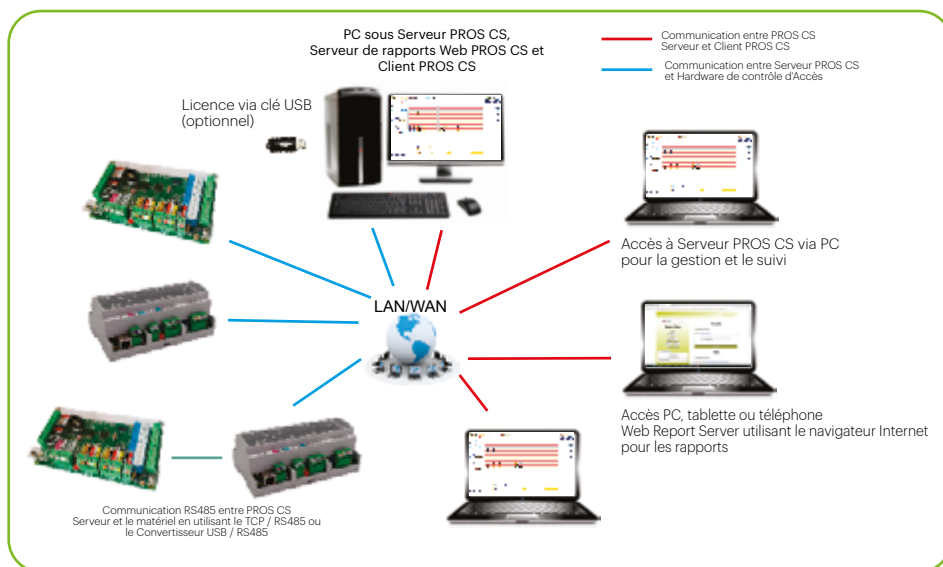 PC sous Serveur PROS CS,
Serveur de rapports Web PROS CS et
Client PROS CS
Communication entre PROS CS
Serveur et Client PROS CS
Communication entre Serveur PROS CS
et Hardware de contrôle d'Accès
Licence via clé USB
(optionnel)
Accès à Serveur PROS CS via PC
pour la gestion et le suivi
LAN/WAN
Accès PC, tablette ou téléphone
Web Report Server utilisant le navigateur Internet
pour les rapports
Communication RS485 entre PROS CS
Serveur et le matériel en utilisant le TCP / RS485 ou
le Convertisseur USB / RS485